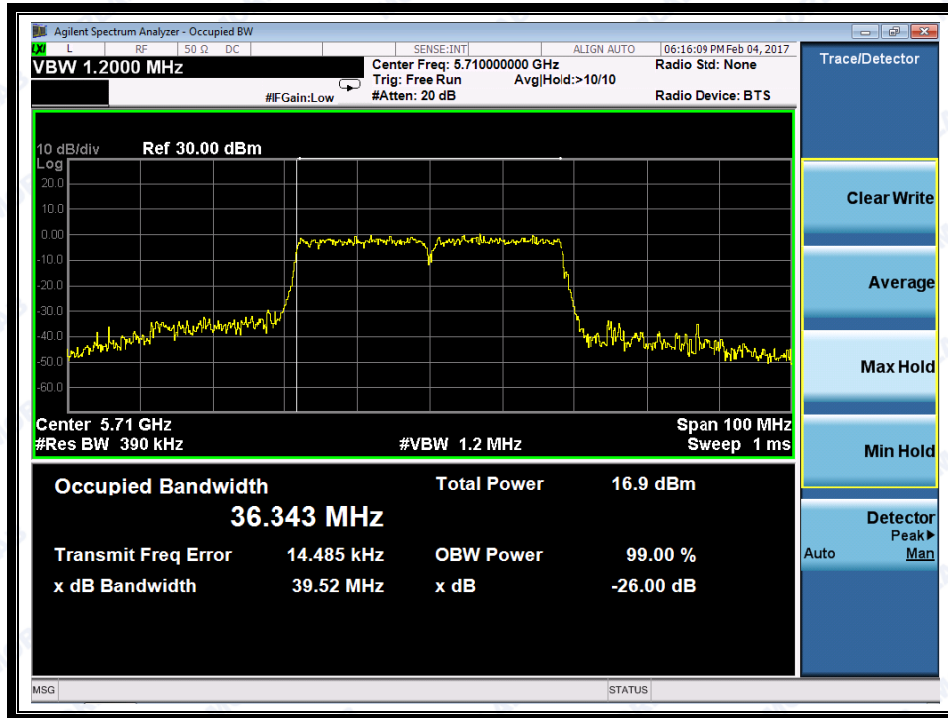 Agilent Spectrum Analyzer - Occupied BW
LXI L RF 50 Ω DC SENSE:INT ALIGN AUTO 06:16:09 PM Feb 04, 2017
VBW 1.2000 MHz
Center Freq: 5.710000000 GHz
Radio Std: None
Trig: Free Run Avg|Hold:>10/10
#IFGain:Low
#Atten: 20 dB
Radio Device: BTS
10 dB/div Ref 30.00 dBm
Log
20.0
10.0
0.00
-10.0
-20.0
-30.0
-40.0
-50.0
-60.0
Center 5.71 GHz
Span 100 MHz
#Res BW 390 kHz
#VBW 1.2 MHz
Sweep 1 ms
Occupied Bandwidth
Total Power 16.9 dBm
36.343 MHz
Transmit Freq Error 14.485 kHz
OBW Power 99.00 %
x dB Bandwidth 39.52 MHz
x dB -26.00 dB
MSG
STATUS
Trace/Detector
Clear Write
Average
Max Hold
Min Hold
Detector
Peak▶
Auto Man